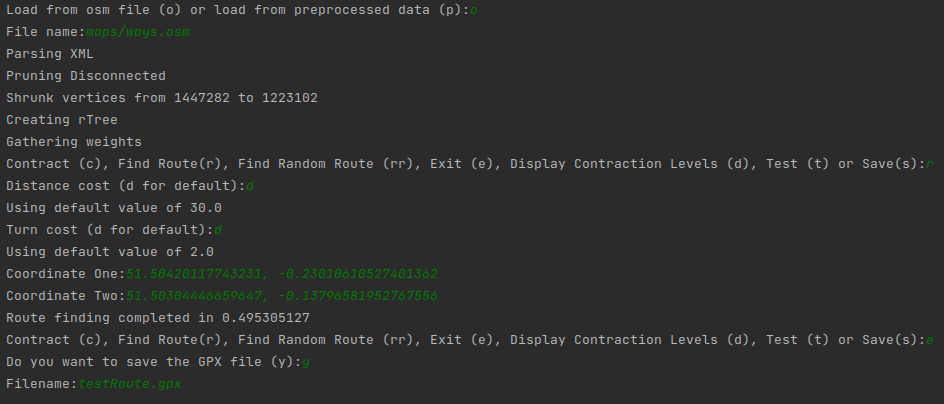 Load from osm file (o) or load from preprocessed data (p):o
File name:maps/ways.osm
Parsing XML
Pruning Disconnected
Shrunk vertices from 1447282 to 1223102
Creating rTree
Gathering weights
Contract (c), Find Route(r), Find Random Route (rr), Exit (e), Display Contraction Levels (d), Test (t) or Save(s):r
Distance cost (d for default):d
Using default value of 30.0
Turn cost (d for default):d
Using default value of 2.0
Coordinate One:51.50420117743231, -0.23010610527401362
Coordinate Two:51.50304446659647, -0.13796581952767556
Route finding completed in 0.495305127
Contract (c), Find Route(r), Find Random Route (rr), Exit (e), Display Contraction Levels (d), Test (t) or Save(s):e
Do you want to save the GPX file (y):y
Filename:testRoute.gpx